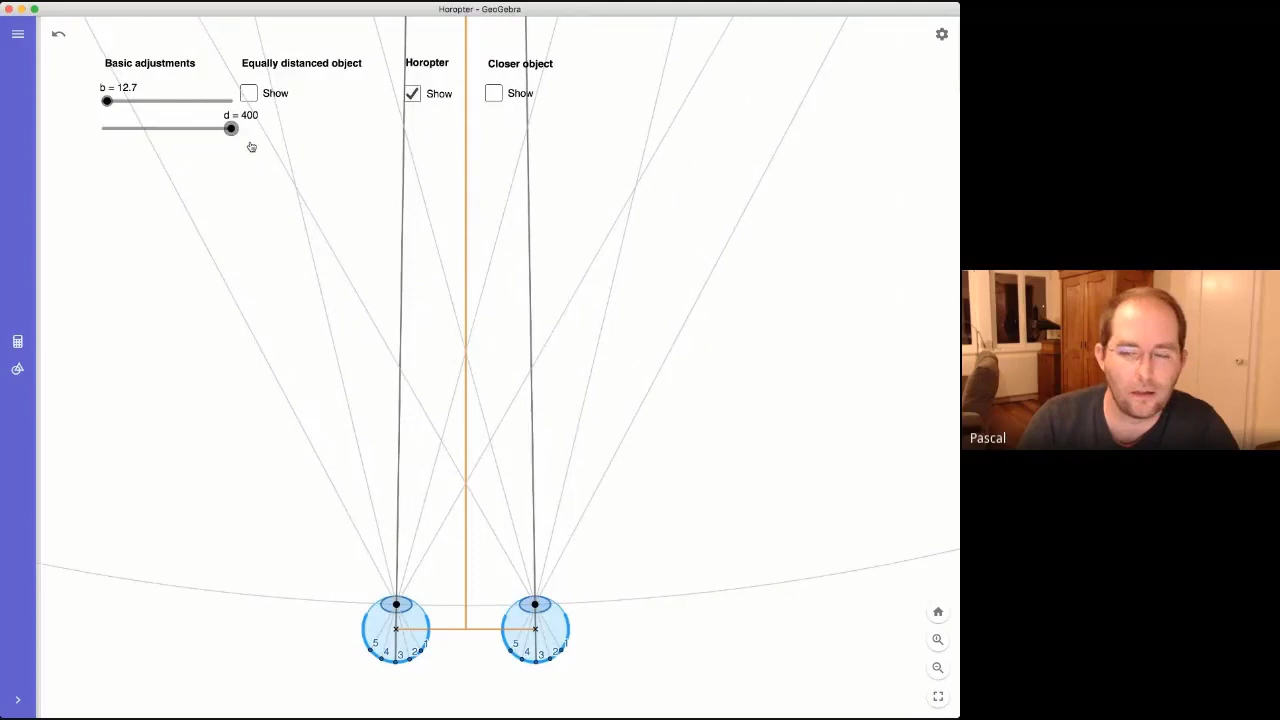 Horopter – GeoGebra
Basic adjustments
Equally distanced object
Horopter
Closer object
b = 12.7
Show
Show
Show
d = 400
Pascal
5 4 3 2 1
5 4 3 2 1